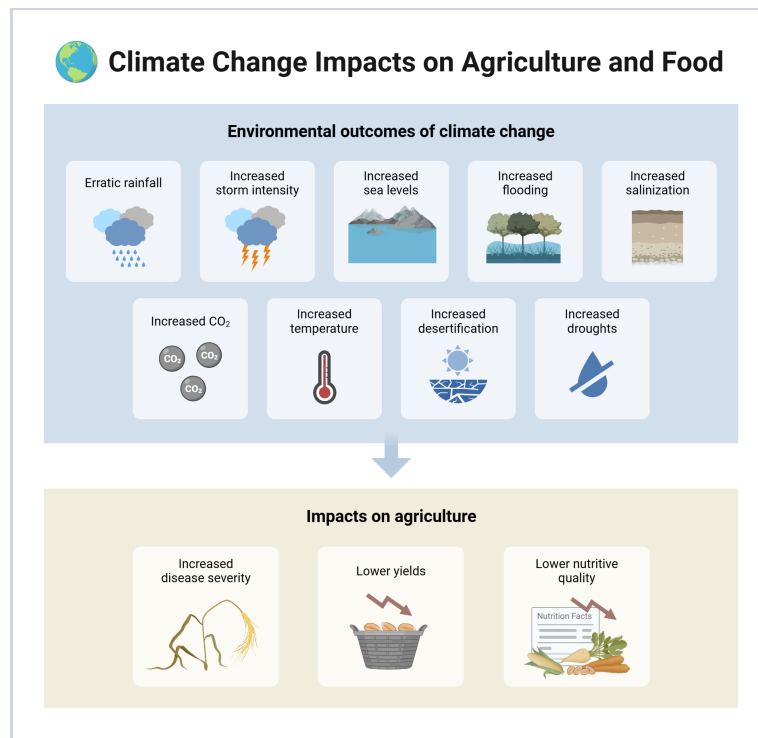 Climate Change Impacts on Agriculture and Food
Environmental outcomes of climate change
Erratic rainfall
Increased
storm intensity
Increased
sea levels
Increased
flooding
Increased
salinization
Increased CO₂
CO₂
CO₂
CO₂
Increased
temperature
Increased
desertification
Increased
droughts
Impacts on agriculture
Increased
disease severity
Lower yields
Lower nutritive
quality
Nutrition Facts